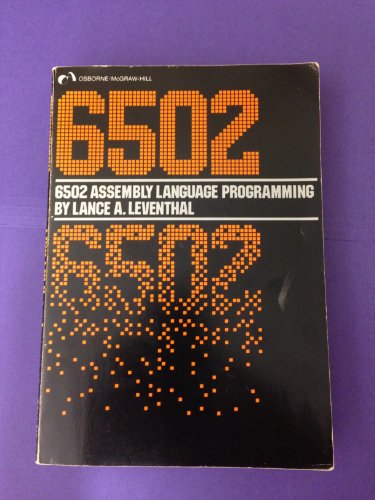 OSBORNE/McGRAW-HILL
6502
6502 ASSEMBLY LANGUAGE PROGRAMMING
BY LANCE A. LEVENTHAL
6502